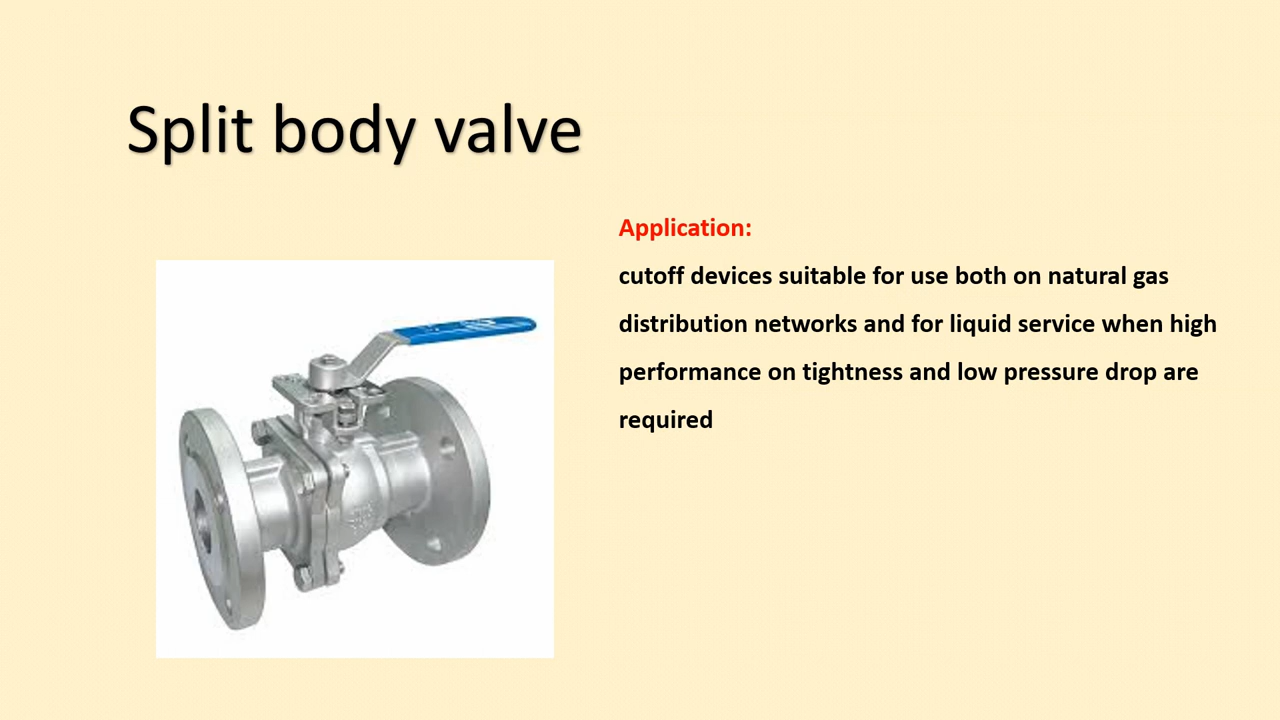 Split body valve
Application:
cutoff devices suitable for use both on natural gas
distribution networks and for liquid service when high
performance on tightness and low pressure drop are
required